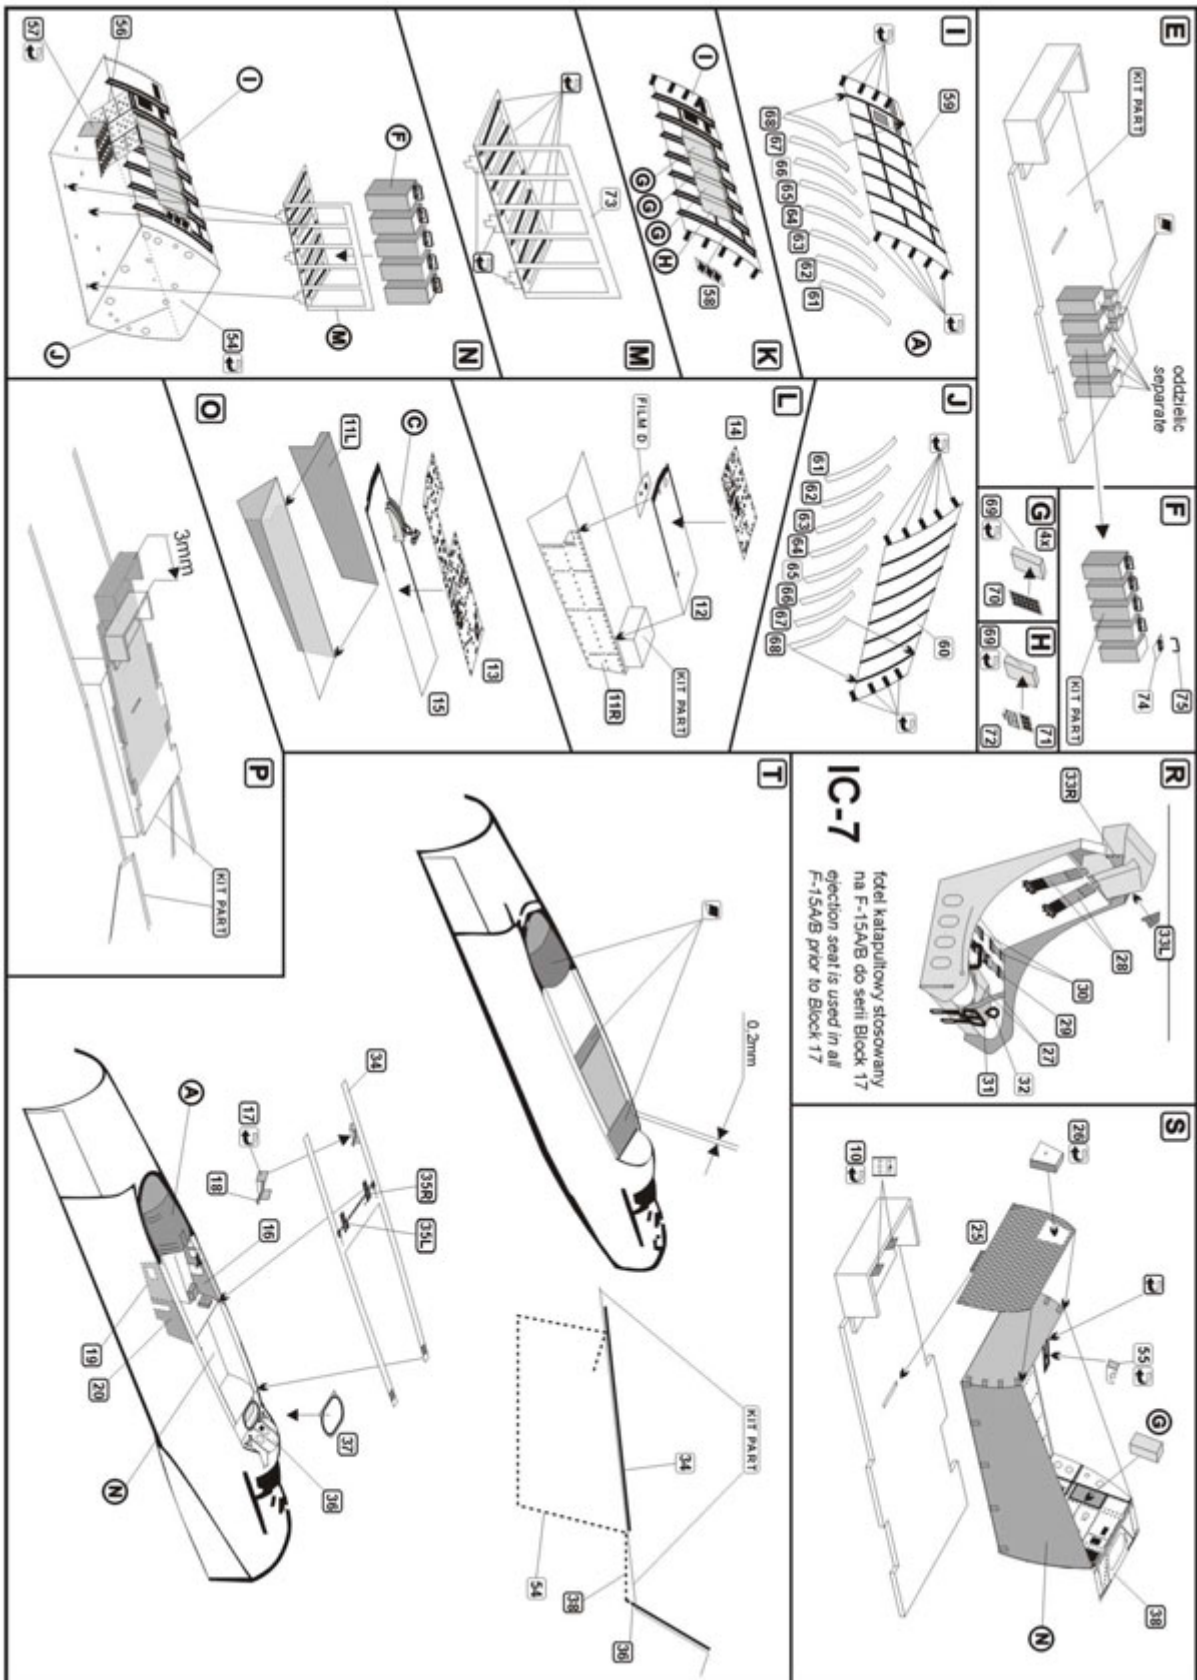 E
KIT PART
oddzielic
separate
F
75
74
KIT PART
G
4x
69
70
H
69
71
72
I
59
68
67
66
65
64
63
62
61
A
J
61
62
63
64
65
66
67
68
60
K
I
G
G
G
H
58
L
14
FILM D
12
KIT PART
11R
M
73
N
F
I
56
57
M
54
J
O
11L
C
13
15
P
3mm
KIT PART
R
33R
33L
28
30
29
27
32
31
IC-7
fotel katapultowy stosowany
na F-15A/B do serii Block 17
ejection seat is used in all
F-15A/B prior to Block 17
S
26
10
25
55
G
38
N
T
0,2mm
34
17
18
35R
35L
16
A
19
20
37
36
N
KIT PART
34
54
38
36